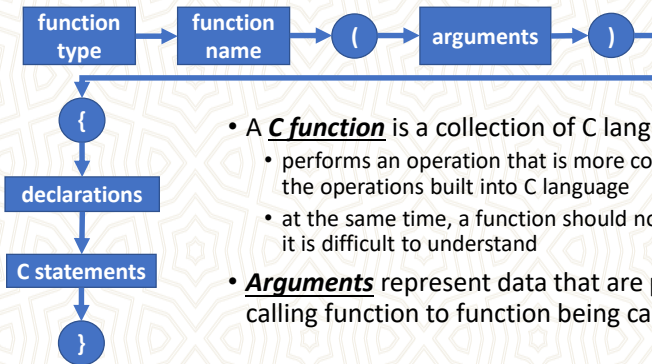 function type
function name
(
arguments
)
{
declarations
C statements
}
• A C function is a collection of C lang
• performs an operation that is more co
the operations built into C language
• at the same time, a function should no
it is difficult to understand
• Arguments represent data that are p
calling function to function being ca